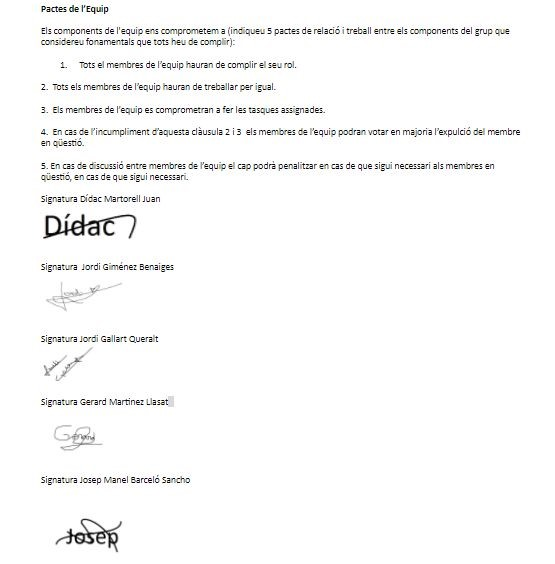 Pactes de l'Equip
Els components de l'equip ens comprometem a (indiqueu 5 pactes de relació i treball entre els components del grup que
considereu fonamentals que tots heu de complir):
1. Tots el membres de l'equip hauran de complir el seu rol.
2. Tots els membres de l'equip hauran de treballar per igual.
3. Els membres de l'equip es comprometran a fer les tasques assignades.
4. En cas de l'incumpliment d'aquesta clàusula 2 i 3 els membres de l'equip podran votar en majoria l'expulció del membre
en qüestió.
5. En cas de discussió entre membres de l'equip el cap podrà penalitzar en cas de que sigui necessari als membres en
qüestió, en cas de que sigui necessari.
Signatura Dídac Martorell Juan
Dídac
Signatura Jordi Giménez Benaiges
Jordi
Signatura Jordi Gallart Queralt
Signatura Gerard Martinez Llasat
Gerard
Signatura Josep Manel Barceló Sancho
Josep